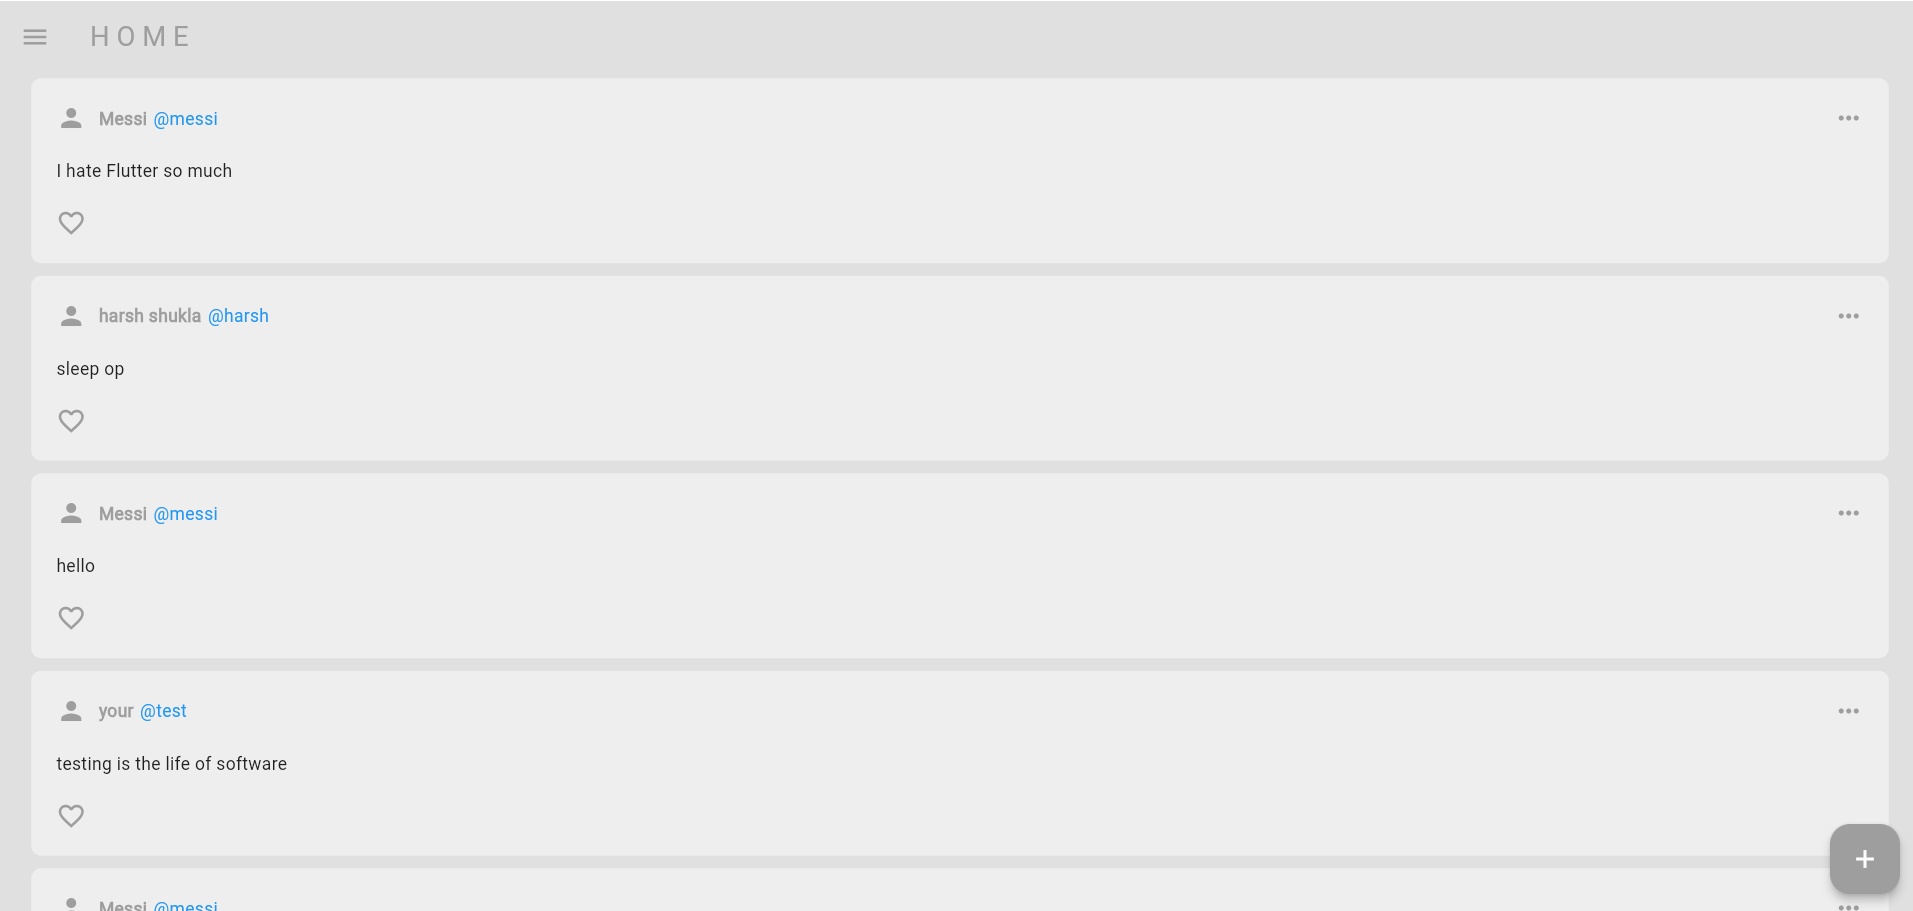 HOME
Messi @messi
I hate Flutter so much
harsh shukla @harsh
sleep op
Messi @messi
hello
your @test
testing is the life of software
Messi @messi